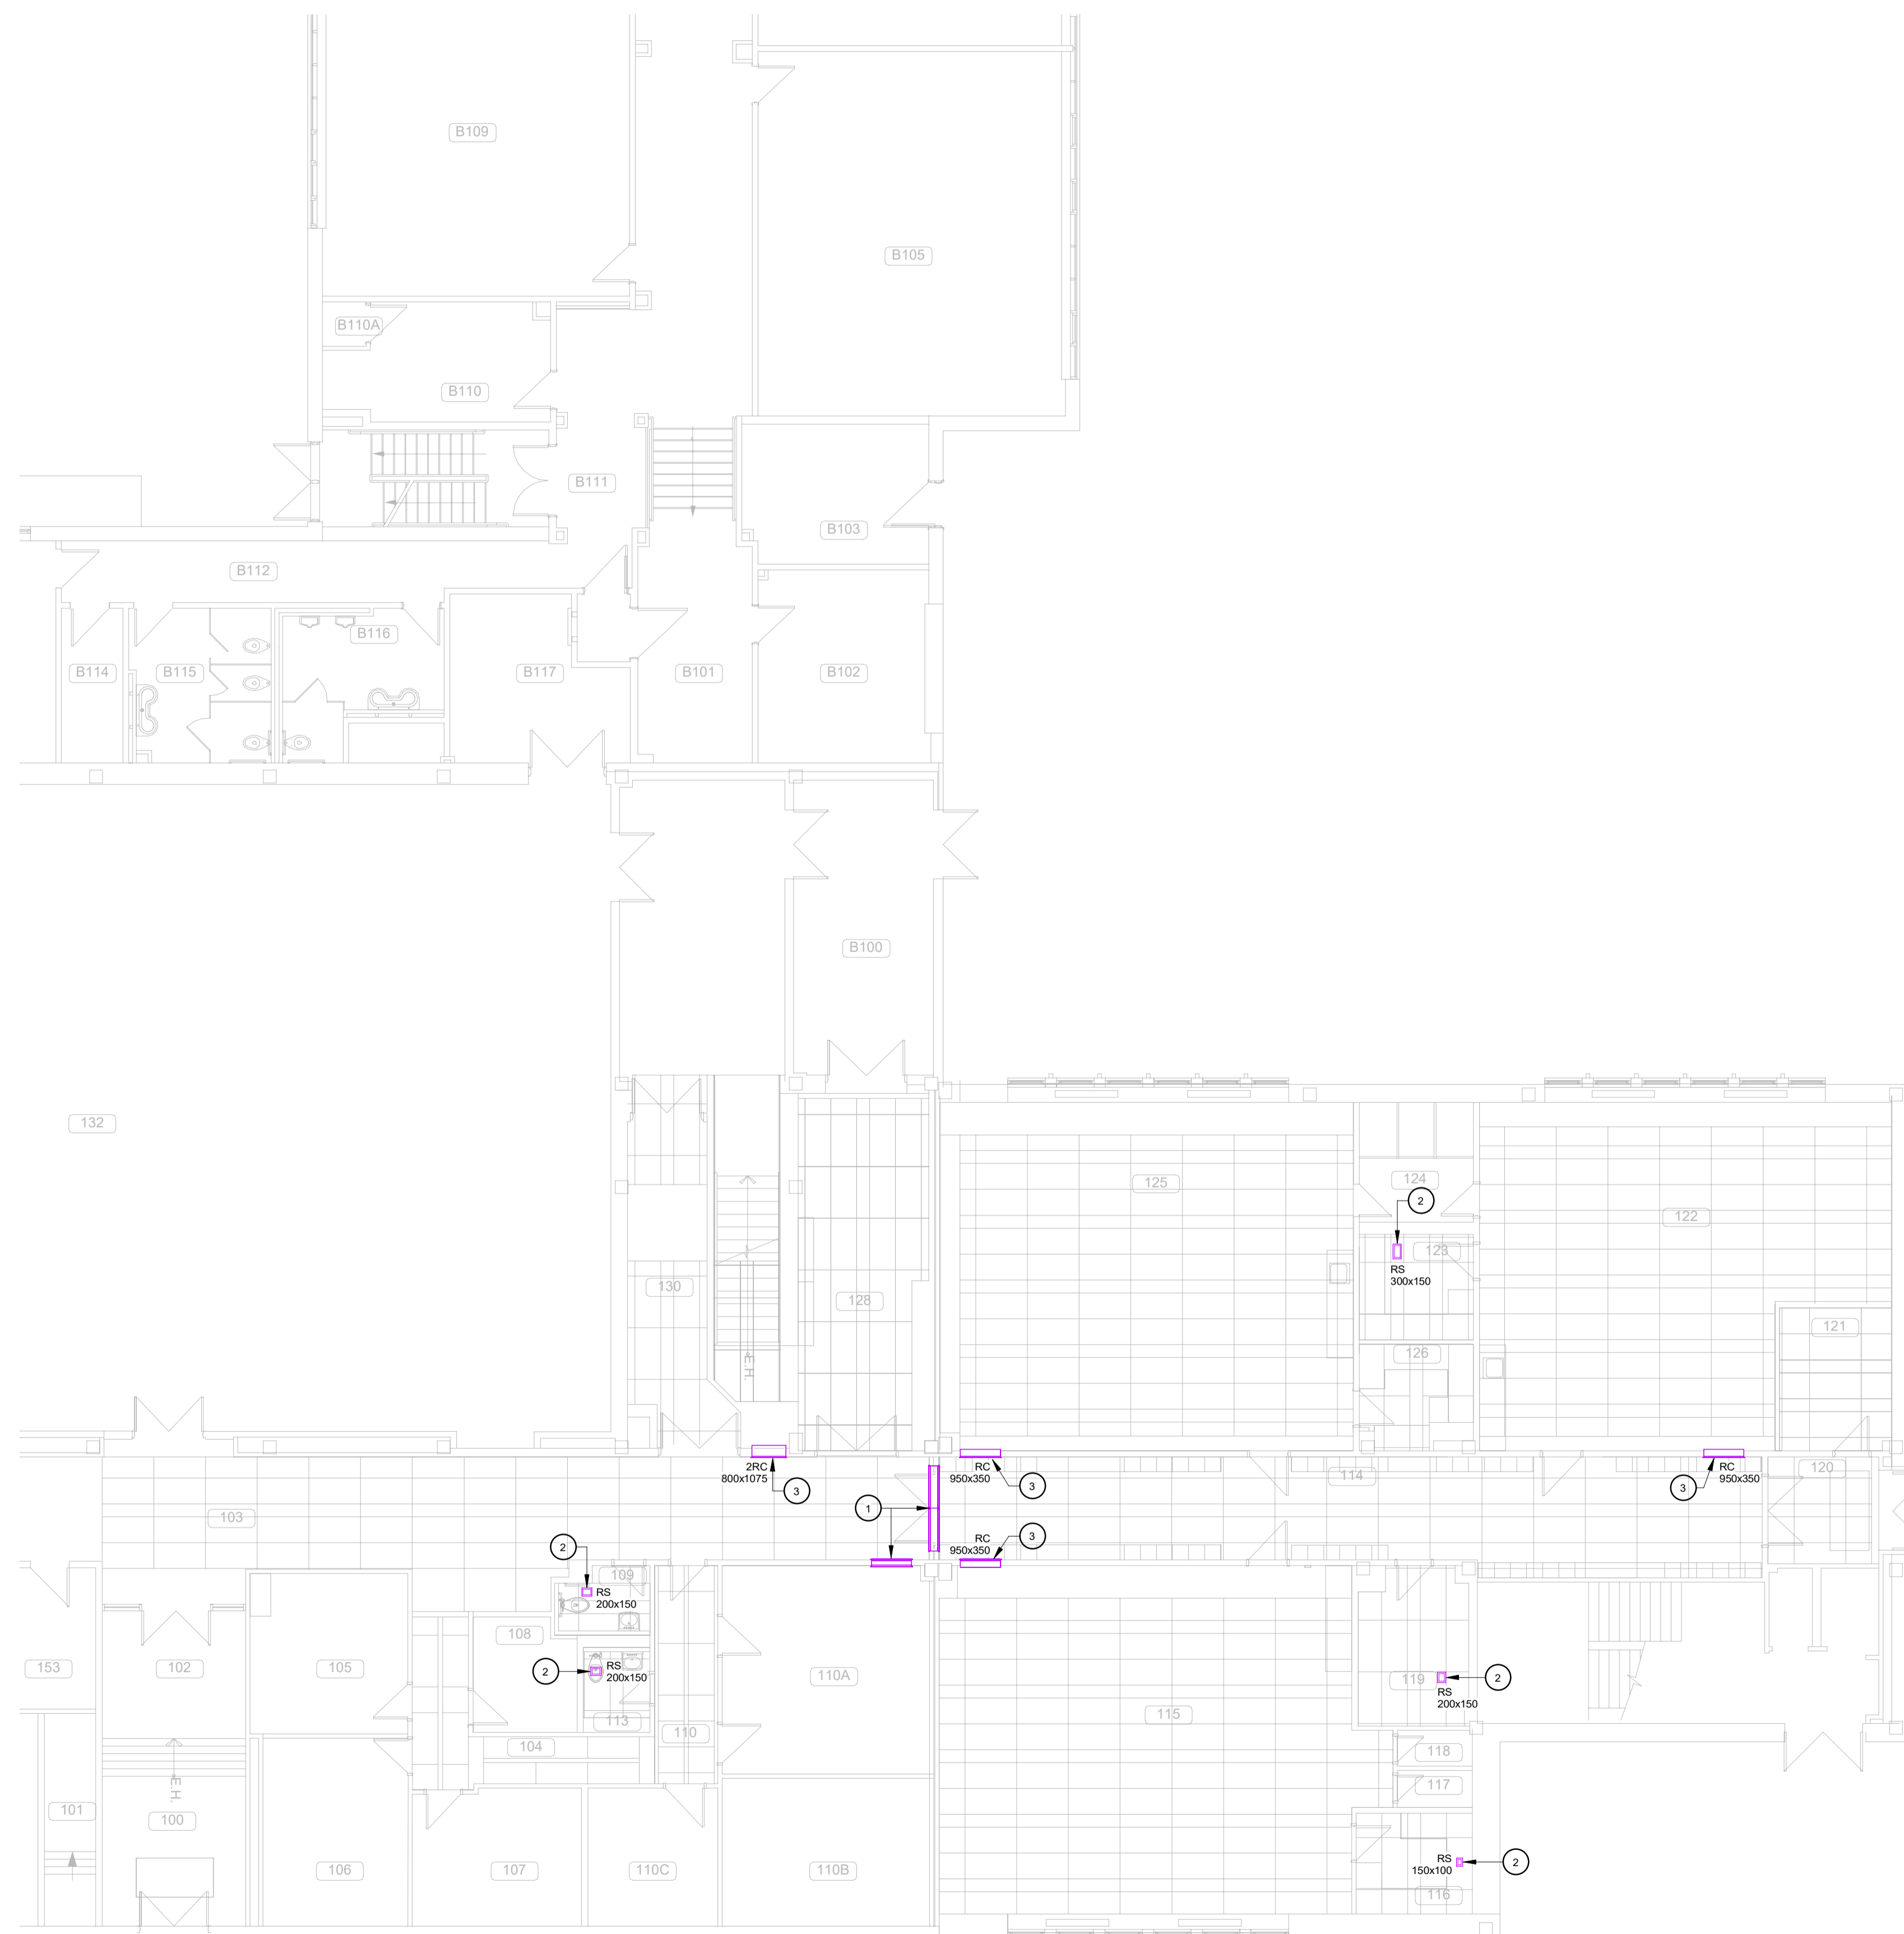 B109
B105
B110A
B110
B111
B103
B112
B116
B114
B115
B117
B101
B102
B100
132
125
124
2
122
123
RS
300x150
130
128
121
126
2RC
800x1075
3
RC
950x350
3
114
RC
950x350
3
120
103
1
RC
950x350
3
2
109
RS
200x150
108
153
102
105
2
RS
200x150
110A
119
2
RS
200x150
113
110
115
104
118
E.H.
E.H.
117
101
100
106
107
110C
110B
RS
150x100
2
116